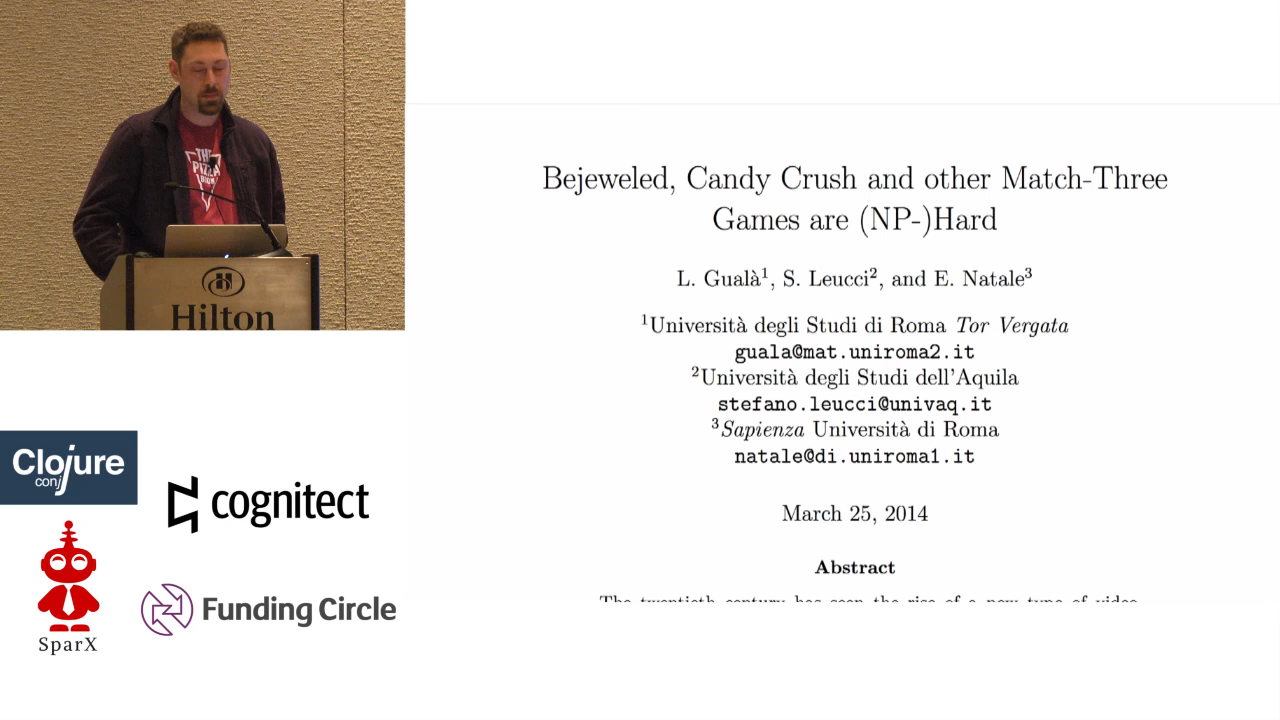 THE
PIZZA
Hilton
Clojure
conj
cognitect
SparX
Funding Circle
Bejeweled, Candy Crush and other Match-Three
Games are (NP-)Hard
L. Gualà¹, S. Leucci², and E. Natale³
¹Università degli Studi di Roma Tor Vergata
guala@mat.uniroma2.it
²Università degli Studi dell'Aquila
stefano.leucci@univaq.it
³Sapienza Università di Roma
natale@di.uniroma1.it
March 25, 2014
Abstract
The twentieth century has seen the rise of a new type of video